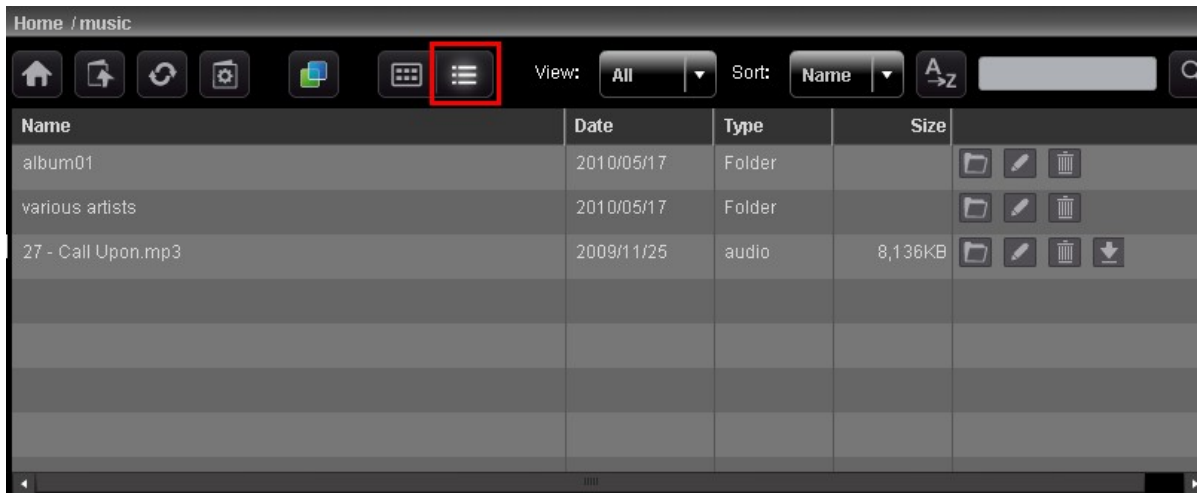 Home / music
View: All Sort: Name A→Z
Name Date Type Size
album01 2010/05/17 Folder
various artists 2010/05/17 Folder
27 - Call Upon.mp3 2009/11/25 audio 8,136KB